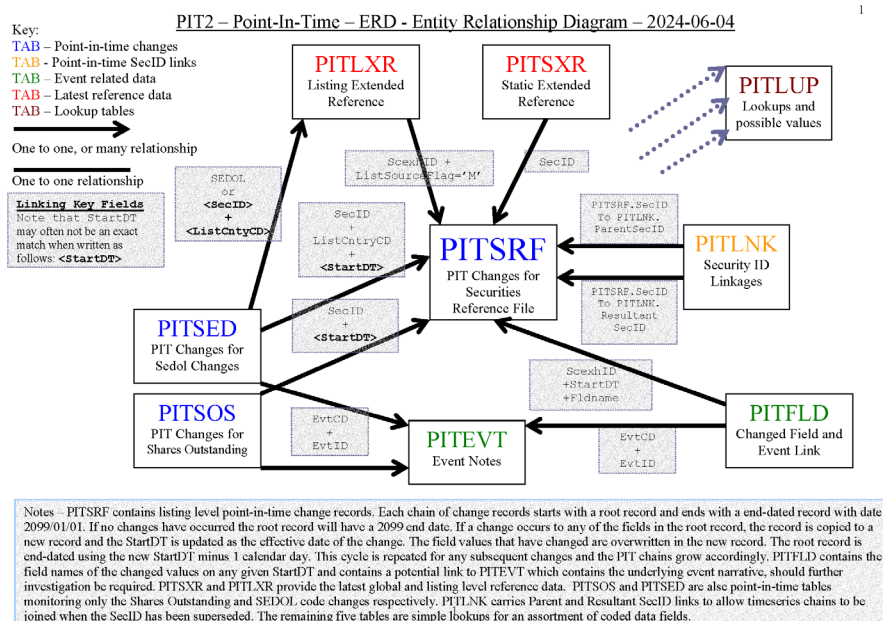 1
PIT2 – Point-In-Time – ERD - Entity Relationship Diagram – 2024-06-04
Key:
TAB – Point-in-time changes
TAB - Point-in-time SecID links
TAB – Event related data
TAB – Latest reference data
TAB – Lookup tables
One to one, or many relationship
One to one relationship
Linking Key Fields
Note that StartDT
may often not be an exact
match when written as
follows: <StartDT>
PITLXR
Listing Extended
Reference
PITSXR
Static Extended
Reference
PITLUP
Lookups and
possible values
ScexhID +
ListSourceFlag='M'
SecID
SEDOL
or
<SecID>
+
<ListCntyCD>
SecID
+
ListCntryCD
+
<StartDT>
PITSRF
PIT Changes for
Securities
Reference File
PITSRF.SecID
To PITLNK.
ParentSecID
PITLNK
Security ID
Linkages
PITSRF.SecID
To PITLNK.
Resultant
SecID
SecID
+
<StartDT>
PITSED
PIT Changes for
Sedol Changes
ScexhID
+StartDT
+Fldname
PITSOS
PIT Changes for
Shares Outstanding
EvtCD
+
EvtID
PITEVT
Event Notes
EvtCD
+
EvtID
PITFLD
Changed Field and
Event Link
Notes – PITSRF contains listing level point-in-time change records. Each chain of change records starts with a root record and ends with a end-dated record with date
2099/01/01. If no changes have occurred the root record will have a 2099 end date. If a change occurs to any of the fields in the root record, the record is copied to a
new record and the StartDT is updated as the effective date of the change. The field values that have changed are overwritten in the new record. The root record is
end-dated using the new StartDT minus 1 calendar day. This cycle is repeated for any subsequent changes and the PIT chains grow accordingly. PITFLD contains the
field names of the changed values on any given StartDT and contains a potential link to PITEVT which contains the underlying event narrative, should further
investigation be required. PITSXR and PITLXR provide the latest global and listing level reference data. PITSOS and PITSED are also point-in-time tables
monitoring only the Shares Outstanding and SEDOL code changes respectively. PITLNK carries Parent and Resultant SecID links to allow timeseries chains to be
joined when the SecID has been superseded. The remaining five tables are simple lookups for an assortment of coded data fields.